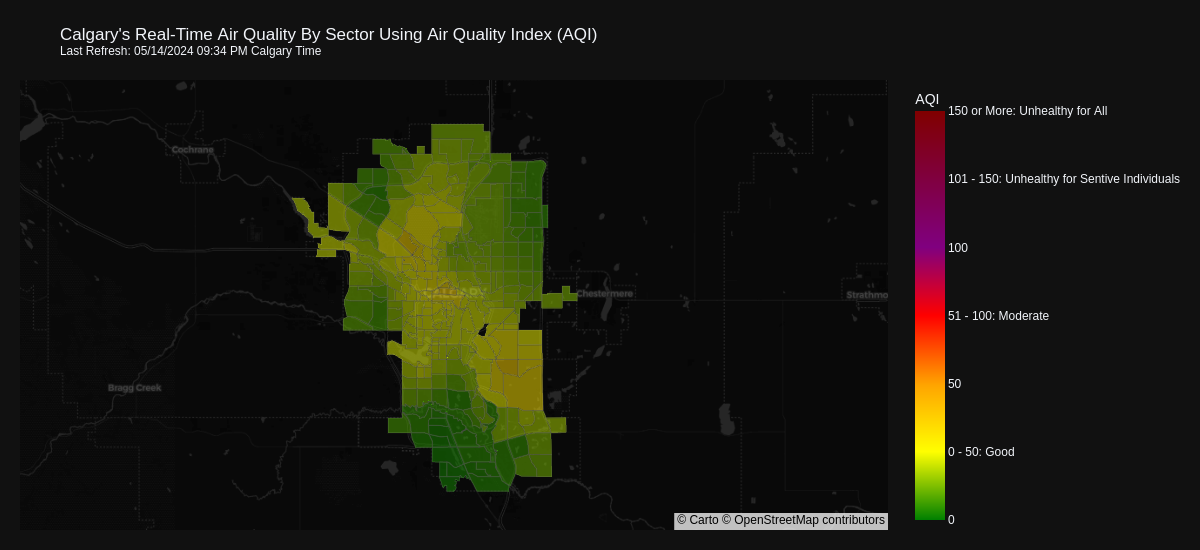 Calgary's Real-Time Air Quality By Sector Using Air Quality Index (AQI)
Last Refresh: 05/14/2024 09:34 PM Calgary Time
AQI
150 or More: Unhealthy for All
Cochrane
101 - 150: Unhealthy for Sentive Individuals
100
CALGARY
Chestermere
Strathmo
51 - 100: Moderate
50
Bragg Creek
0 - 50: Good
0
© Carto © OpenStreetMap contributors